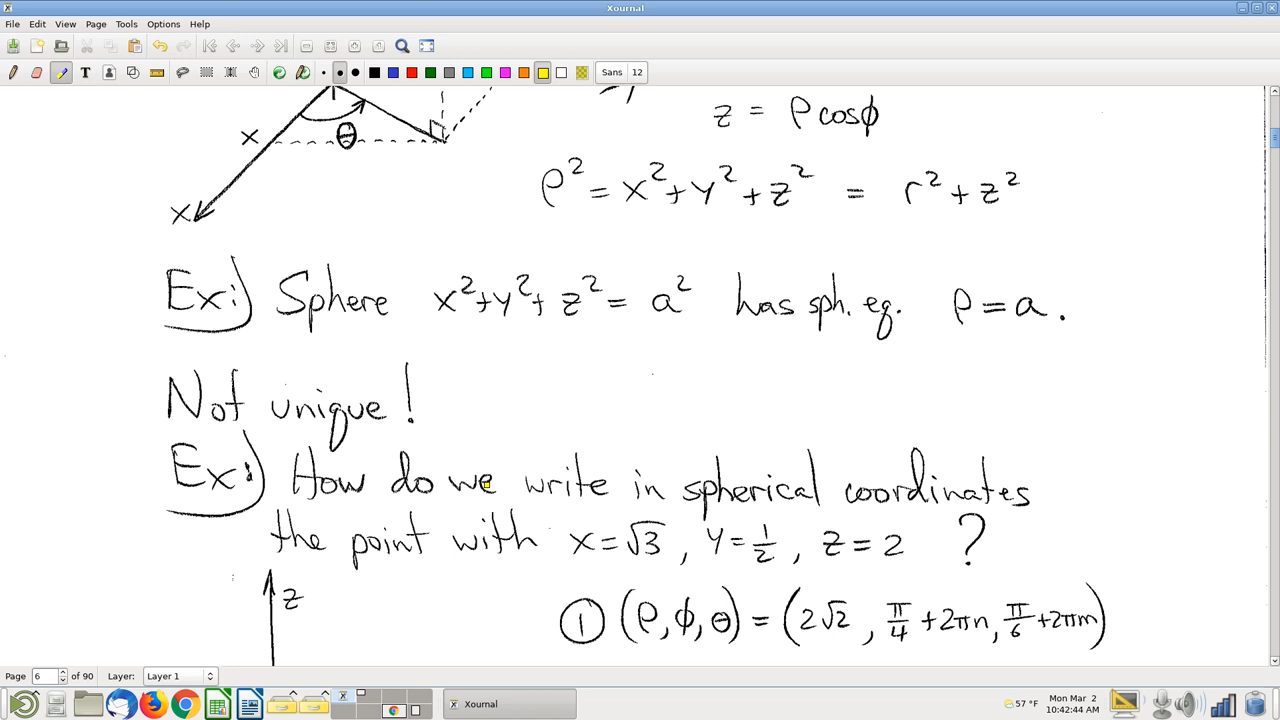 Xournal
File Edit View Page Tools Options Help
Sans 12
z = ρ cosϕ
x θ
ρ² = x² + y² + z² = r² + z²
x
Ex: Sphere x² + y² + z² = a² has sph. eq. ρ = a.
Not unique!
Ex: How do we write in spherical coordinates
the point with x = √3, y = 1/2, z = 2 ?
z
① (ρ, ϕ, θ) = (2√2, π/4 + 2πn, π/6 + 2πm)
Page 6 of 90 Layer: Layer 1
Xournal
57 °F
Mon Mar 2
10:42:44 AM